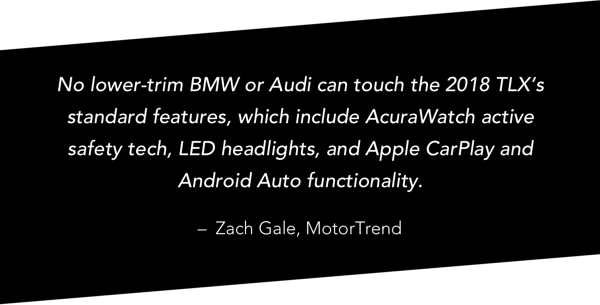 No lower-trim BMW or Audi can touch the 2018 TLX’s
standard features, which include AcuraWatch active
safety tech, LED headlights, and Apple CarPlay and
Android Auto functionality.
– Zach Gale, MotorTrend